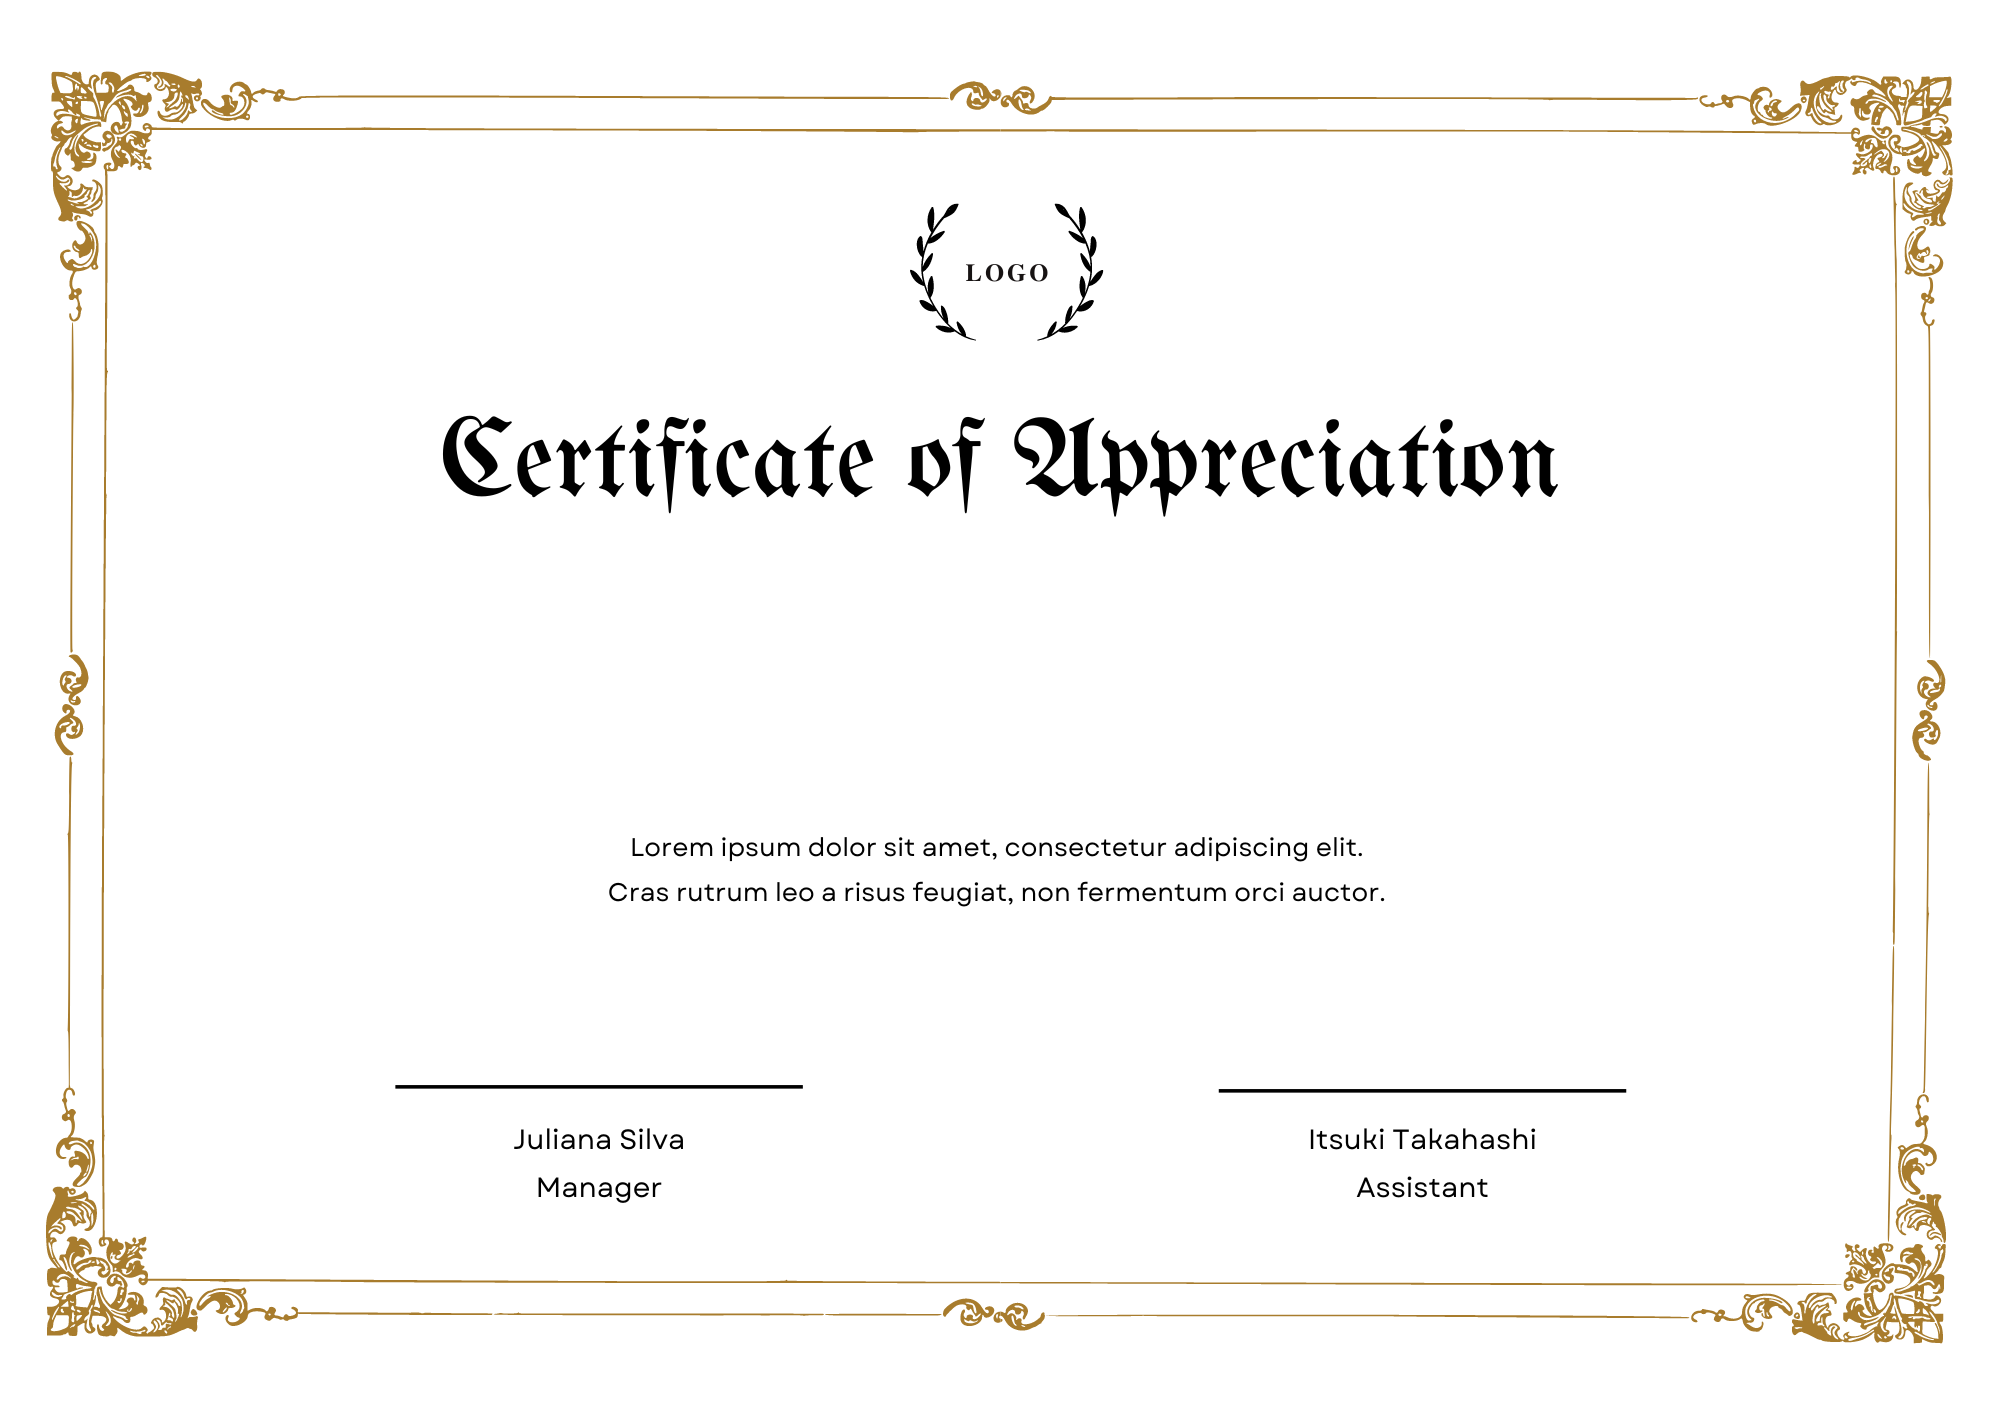 LOGO
Certificate of Appreciation
Lorem ipsum dolor sit amet, consectetur adipiscing elit.
Cras rutrum leo a risus feugiat, non fermentum orci auctor.
Juliana Silva
Manager
Itsuki Takahashi
Assistant